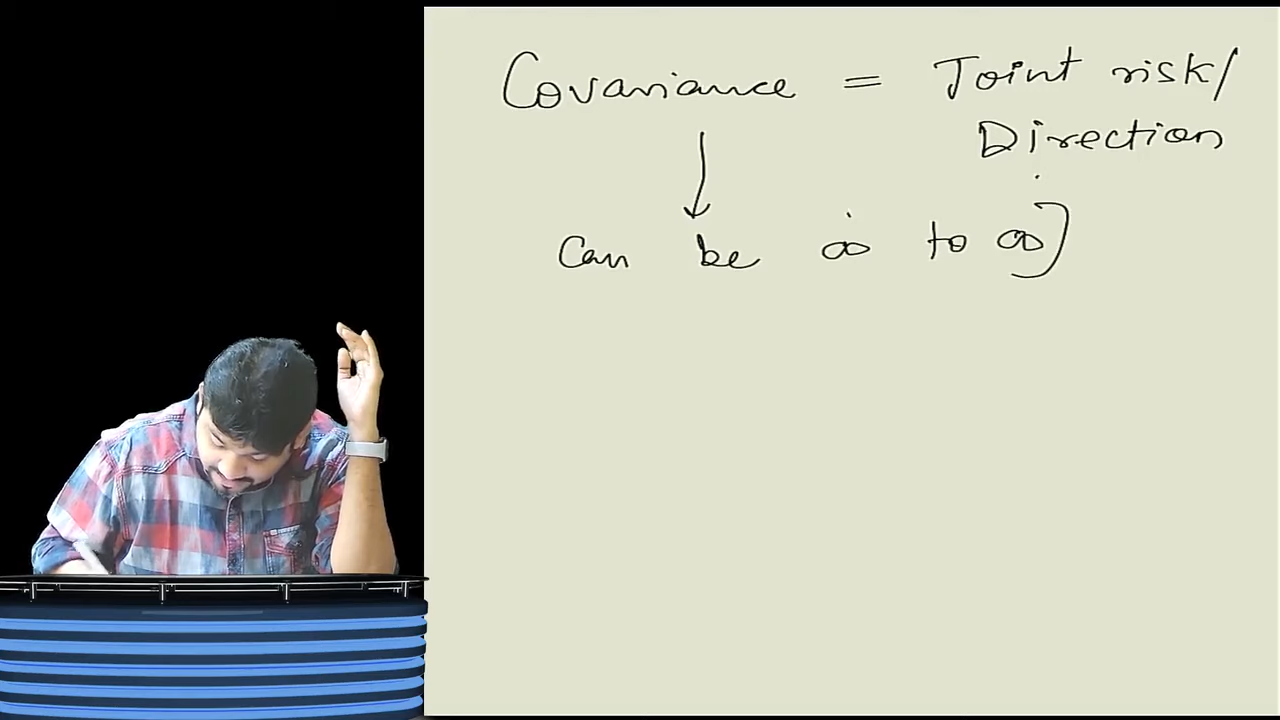 Covariance = Joint risk/
Direction
Can be ∞ to ∞]